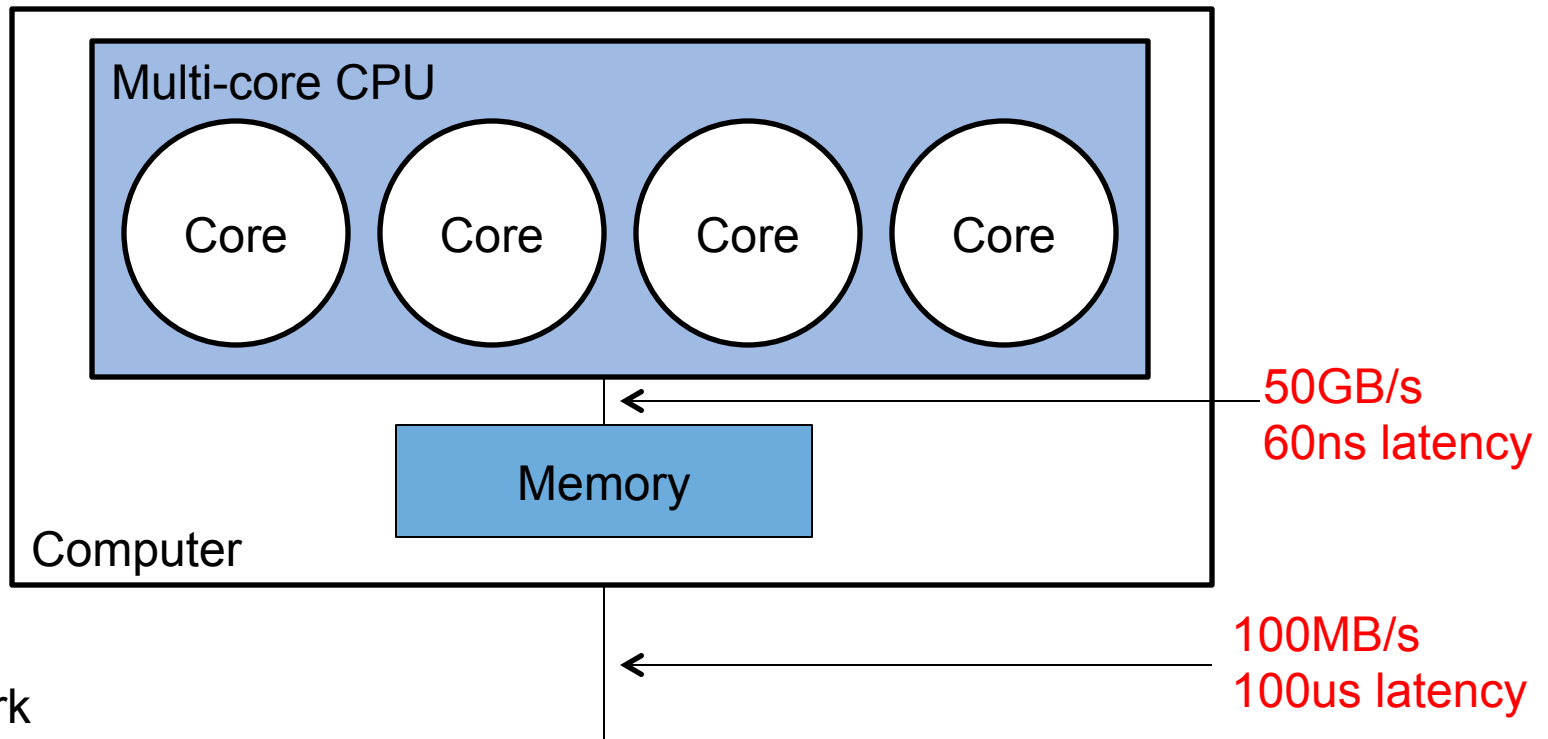 Multi-core CPU
Core Core Core Core
50GB/s
60ns latency
Memory
Computer
100MB/s
100us latency
rk